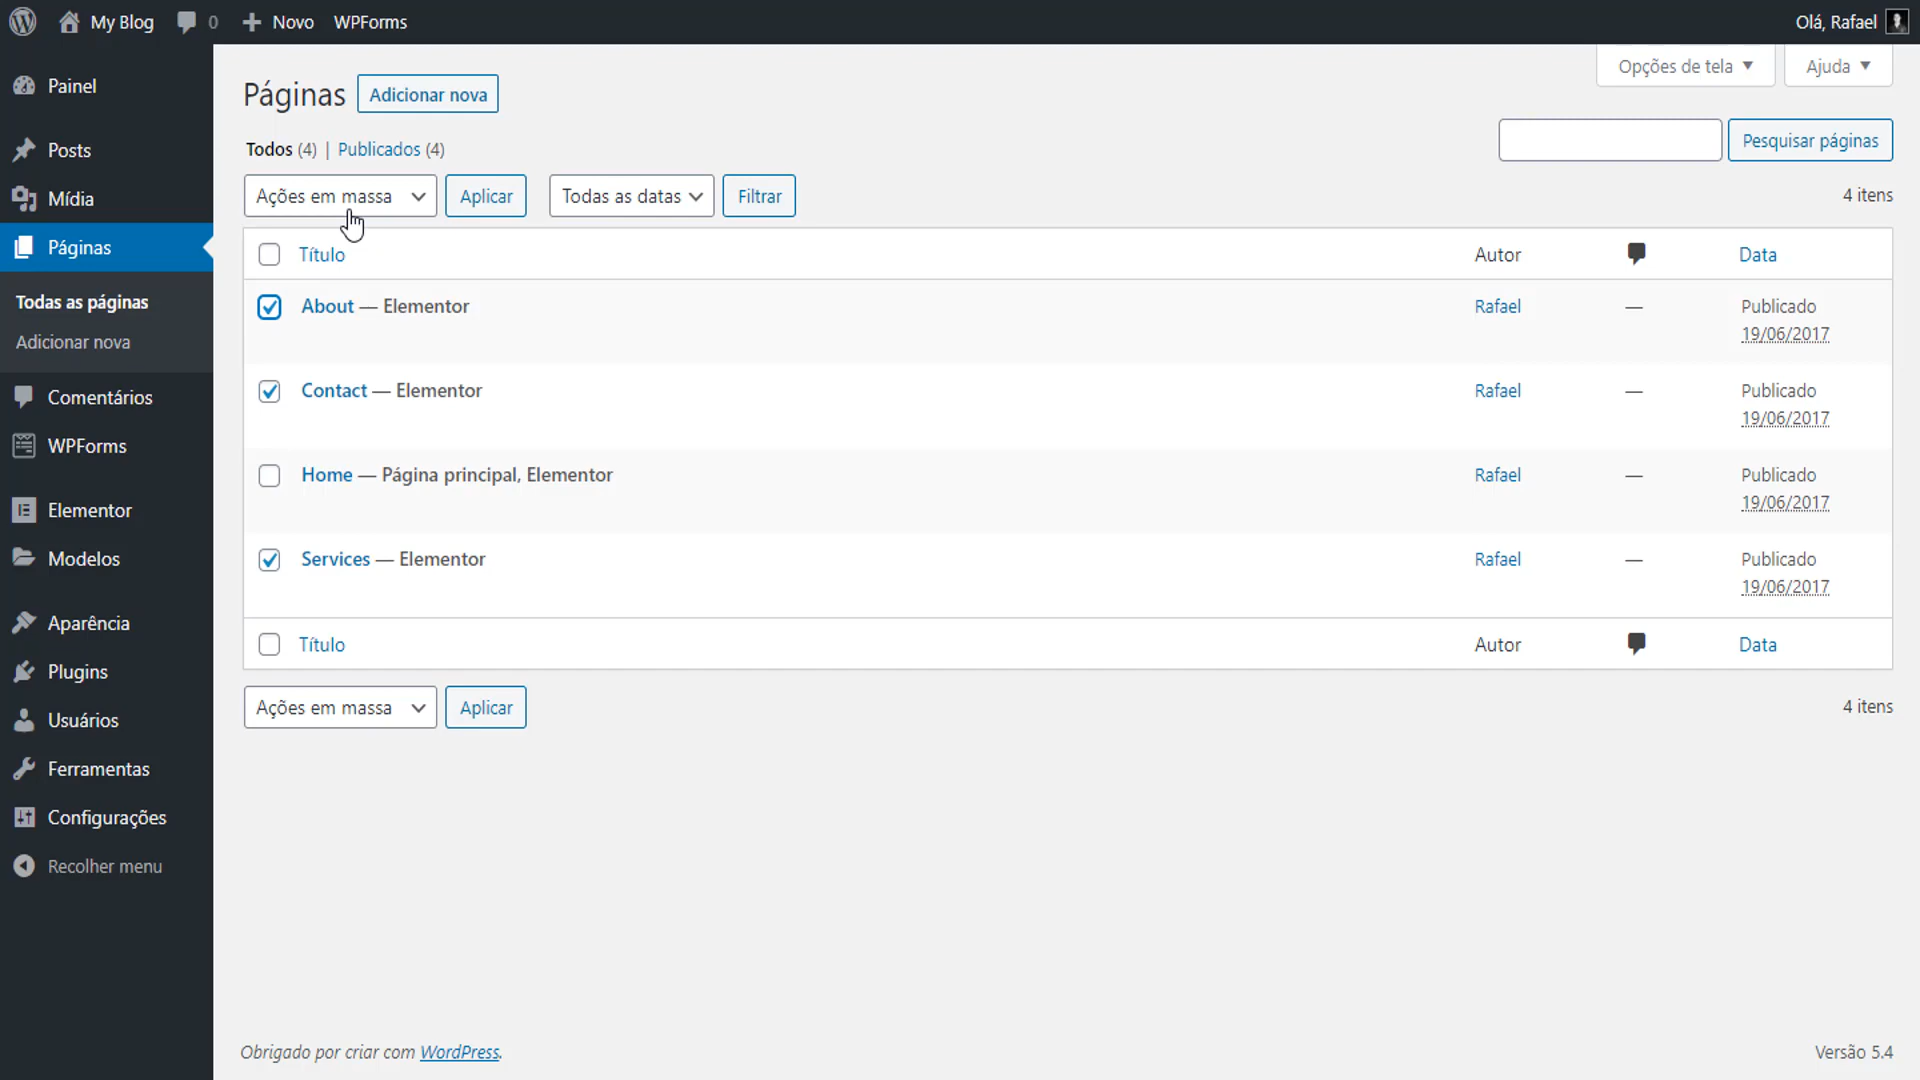 My Blog 0 Novo WPForms Olá, Rafael
Opções de tela Ajuda
Painel
Posts
Mídia
Páginas
Todas as páginas
Adicionar nova
Comentários
WPForms
Elementor
Modelos
Aparência
Plugins
Usuários
Ferramentas
Configurações
Recolher menu
Páginas Adicionar nova
Todos (4) | Publicados (4)
Pesquisar páginas
Ações em massa Aplicar Todas as datas Filtrar 4 itens
Título Autor Data
About — Elementor Rafael — Publicado
19/06/2017
Contact — Elementor Rafael — Publicado
19/06/2017
Home — Página principal, Elementor Rafael — Publicado
19/06/2017
Services — Elementor Rafael — Publicado
19/06/2017
Título Autor Data
Ações em massa Aplicar 4 itens
Obrigado por criar com WordPress. Versão 5.4